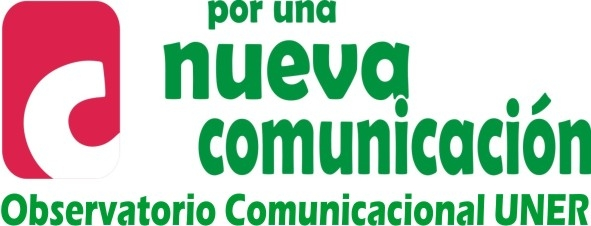 por una
nueva
c comunicación
Observatorio Comunicacional UNER